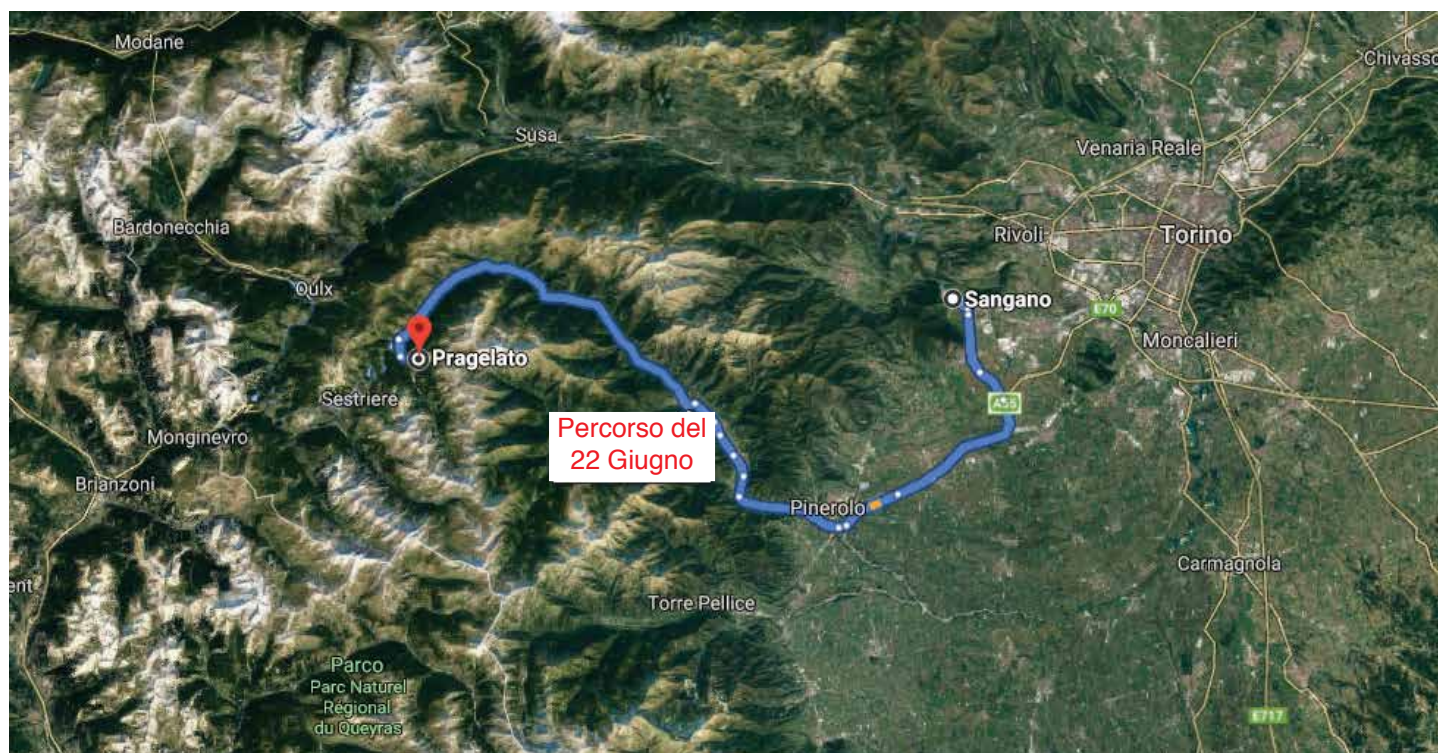 Modane
Chivasso
Susa
Venaria Reale
Bardonecchia
Rivoli
Torino
Oulx
Sangano
E70
Moncalieri
Pragelato
Sestriere
A55
Percorso del
22 Giugno
Monginevro
Brianzoni
Pinerolo
Carmagnola
ent
Torre Pellice
Parco
Parc Naturel
Régional
du Queyras
E717